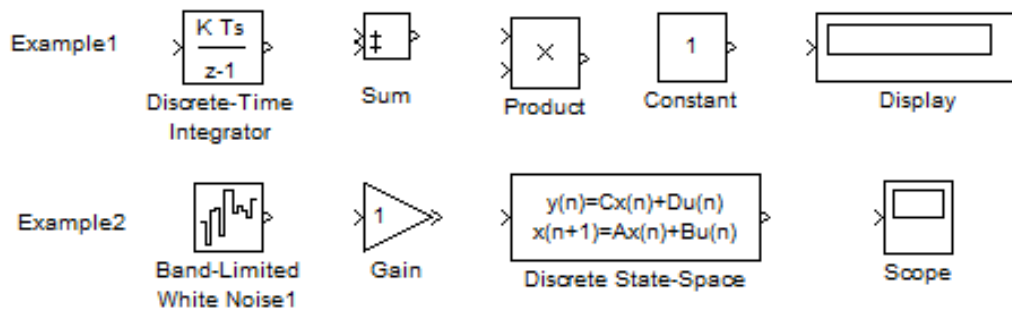 Example1
K Ts
z-1
Discrete-Time
Integrator
Sum
×
Product
1
Constant
Display
Example2
Band-Limited
White Noise1
1
Gain
y(n)=Cx(n)+Du(n)
x(n+1)=Ax(n)+Bu(n)
Discrete State-Space
Scope